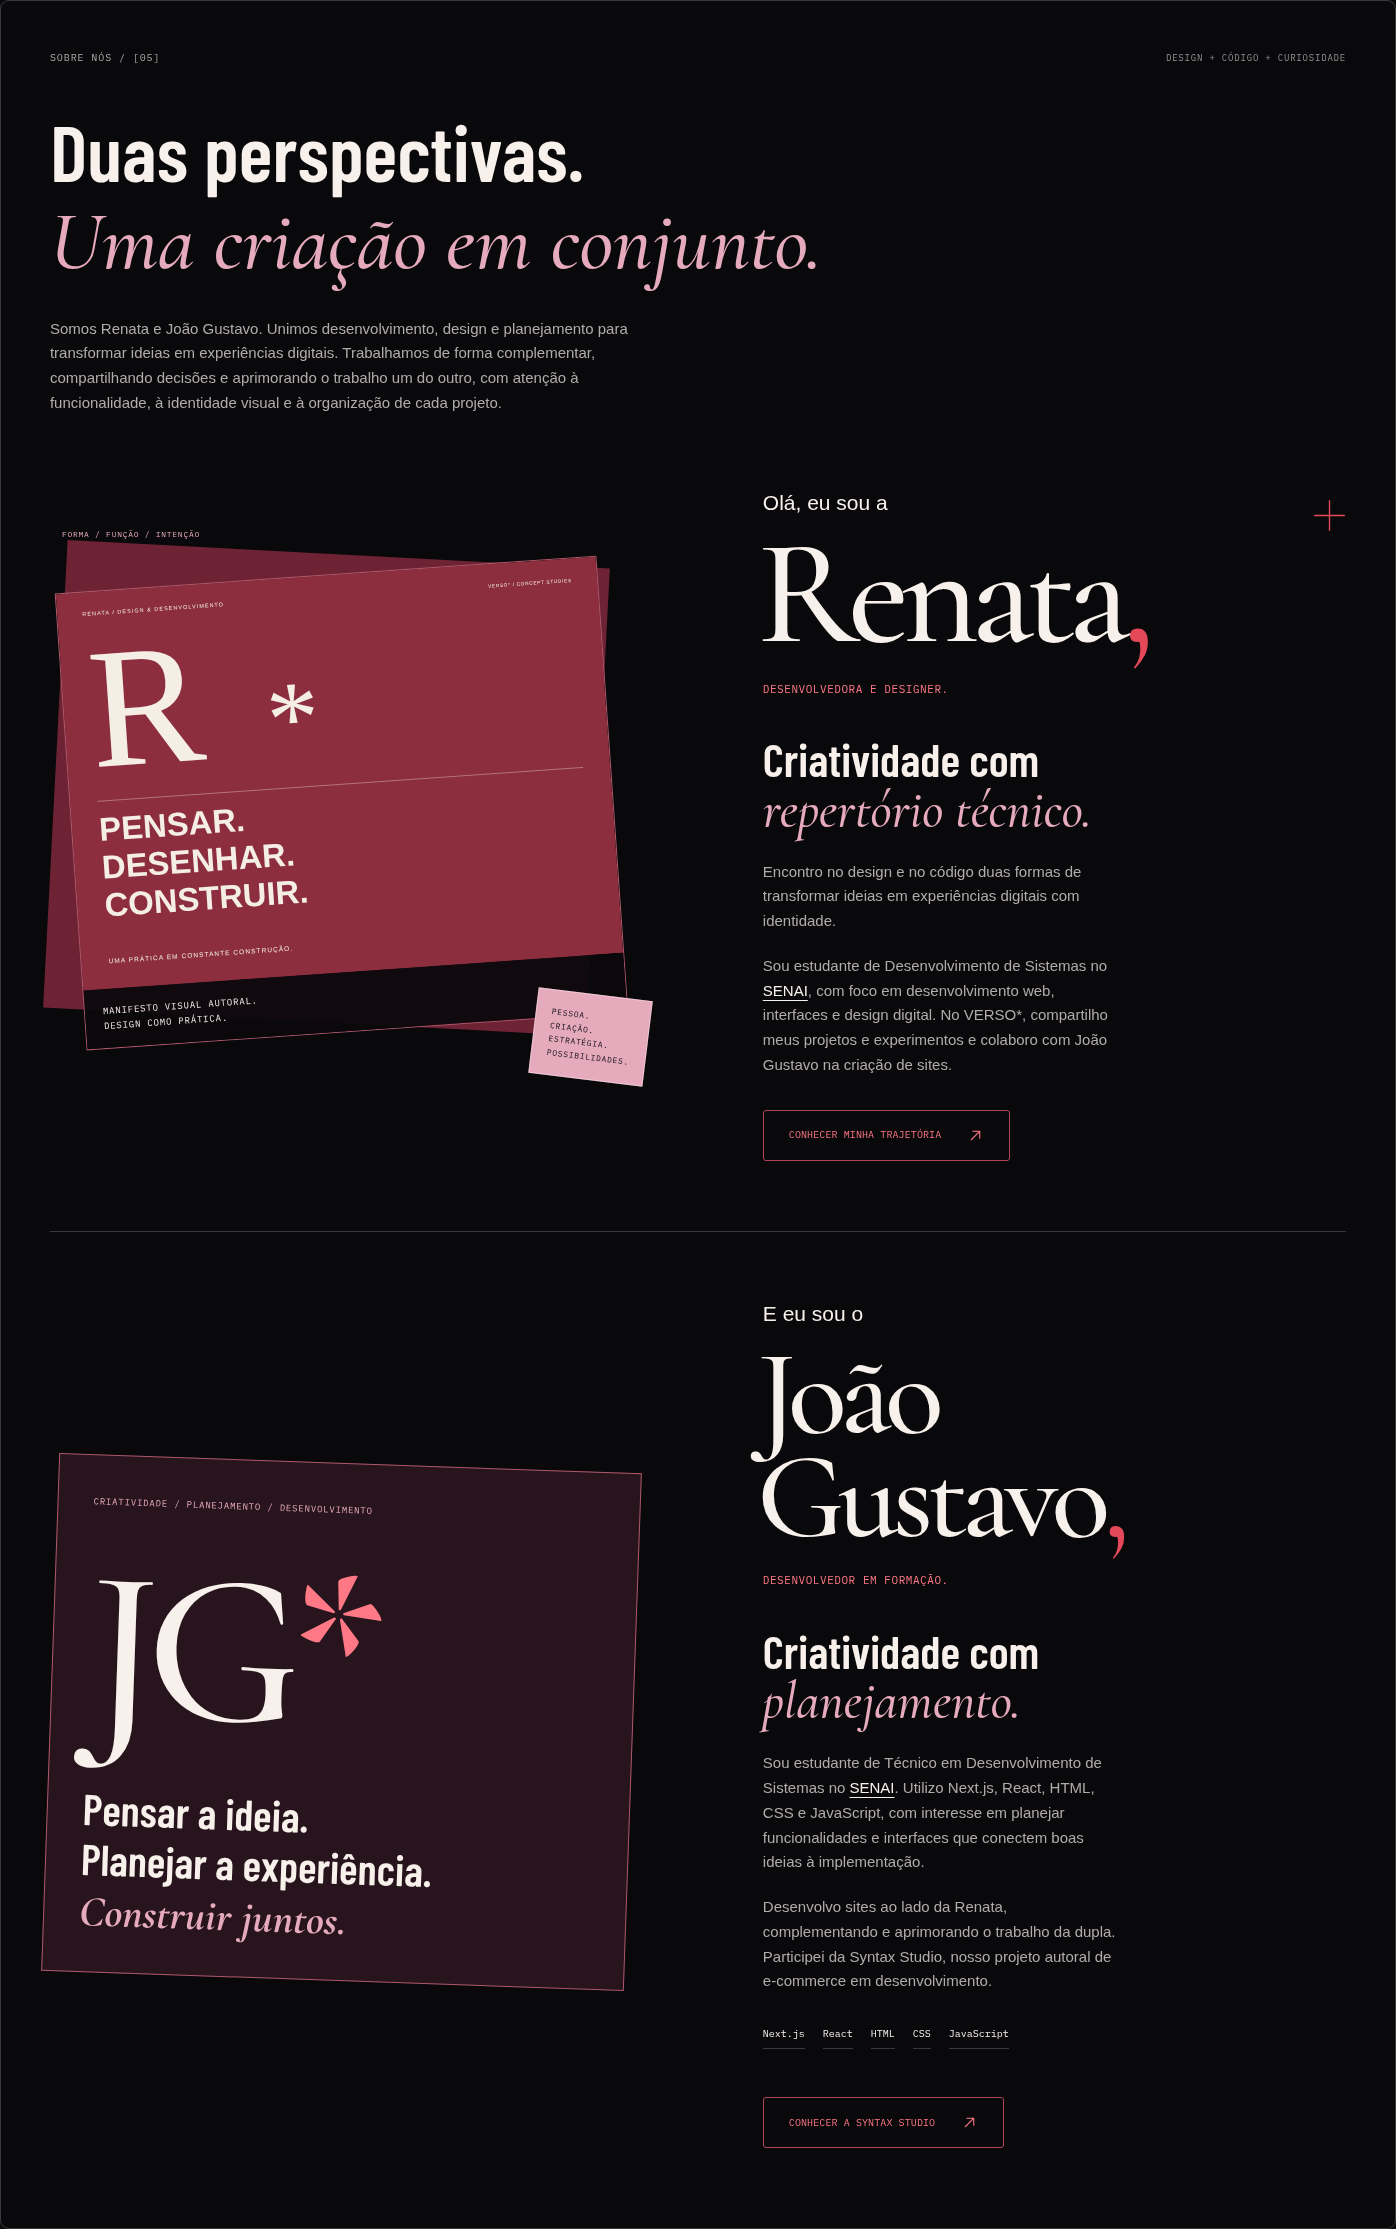 SOBRE NÓS / [05]
DESIGN + CÓDIGO + CURIOSIDADE
Duas perspectivas.
Uma criação em conjunto.
Somos Renata e João Gustavo. Unimos desenvolvimento, design e planejamento para
transformar ideias em experiências digitais. Trabalhamos de forma complementar,
compartilhando decisões e aprimorando o trabalho um do outro, com atenção à
funcionalidade, à identidade visual e à organização de cada projeto.
FORMA / FUNÇÃO / INTENÇÃO
RENATA / DESIGN & DESENVOLVIMENTO
VERSO* / CONCEPT STUDIES
R *
PENSAR.
DESENHAR.
CONSTRUIR.
UMA PRÁTICA EM CONSTANTE CONSTRUÇÃO.
MANIFESTO VISUAL AUTORAL.
DESIGN COMO PRÁTICA.
PESSOA.
CRIAÇÃO.
ESTRATÉGIA.
POSSIBILIDADES.
Olá, eu sou a
Renata,
DESENVOLVEDORA E DESIGNER.
Criatividade com
repertório técnico.
Encontro no design e no código duas formas de
transformar ideias em experiências digitais com
identidade.
Sou estudante de Desenvolvimento de Sistemas no
SENAI, com foco em desenvolvimento web,
interfaces e design digital. No VERSO*, compartilho
meus projetos e experimentos e colaboro com João
Gustavo na criação de sites.
CONHECER MINHA TRAJETÓRIA
CRIATIVIDADE / PLANEJAMENTO / DESENVOLVIMENTO
JG*
Pensar a ideia.
Planejar a experiência.
Construir juntos.
E eu sou o
João
Gustavo,
DESENVOLVEDOR EM FORMAÇÃO.
Criatividade com
planejamento.
Sou estudante de Técnico em Desenvolvimento de
Sistemas no SENAI. Utilizo Next.js, React, HTML,
CSS e JavaScript, com interesse em planejar
funcionalidades e interfaces que conectem boas
ideias à implementação.
Desenvolvo sites ao lado da Renata,
complementando e aprimorando o trabalho da dupla.
Participei da Syntax Studio, nosso projeto autoral de
e-commerce em desenvolvimento.
Next.js React HTML CSS JavaScript
CONHECER A SYNTAX STUDIO